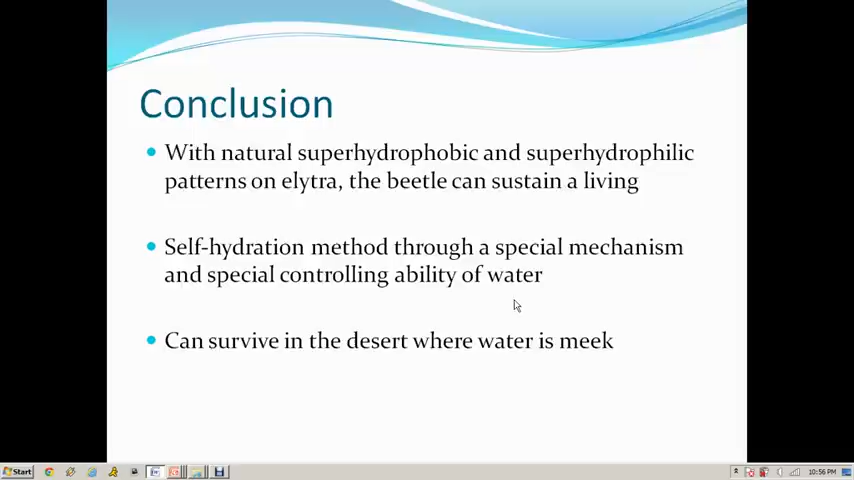 Conclusion
With natural superhydrophobic and superhydrophilic
patterns on elytra, the beetle can sustain a living
Self-hydration method through a special mechanism
and special controlling ability of water
Can survive in the desert where water is meek
Start
10:56 PM